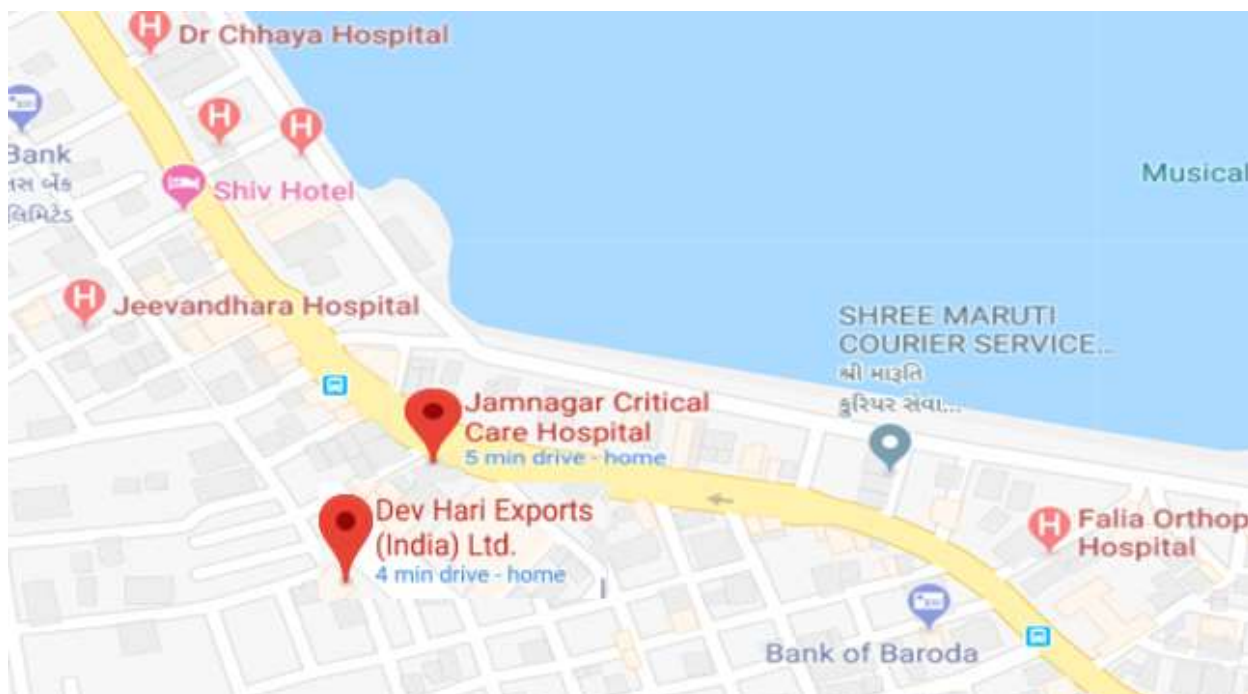 Dr Chhaya Hospital
Bank
લિમિટેડ
Shiv Hotel
Musical
Jeevandhara Hospital
SHREE MARUTI
COURIER SERVICE...
શ્રી મારૂતિ
કુરિયર સેવા...
Jamnagar Critical
Care Hospital
5 min drive - home
Dev Hari Exports
(India) Ltd.
4 min drive - home
Falia Orthop
Hospital
Bank of Baroda